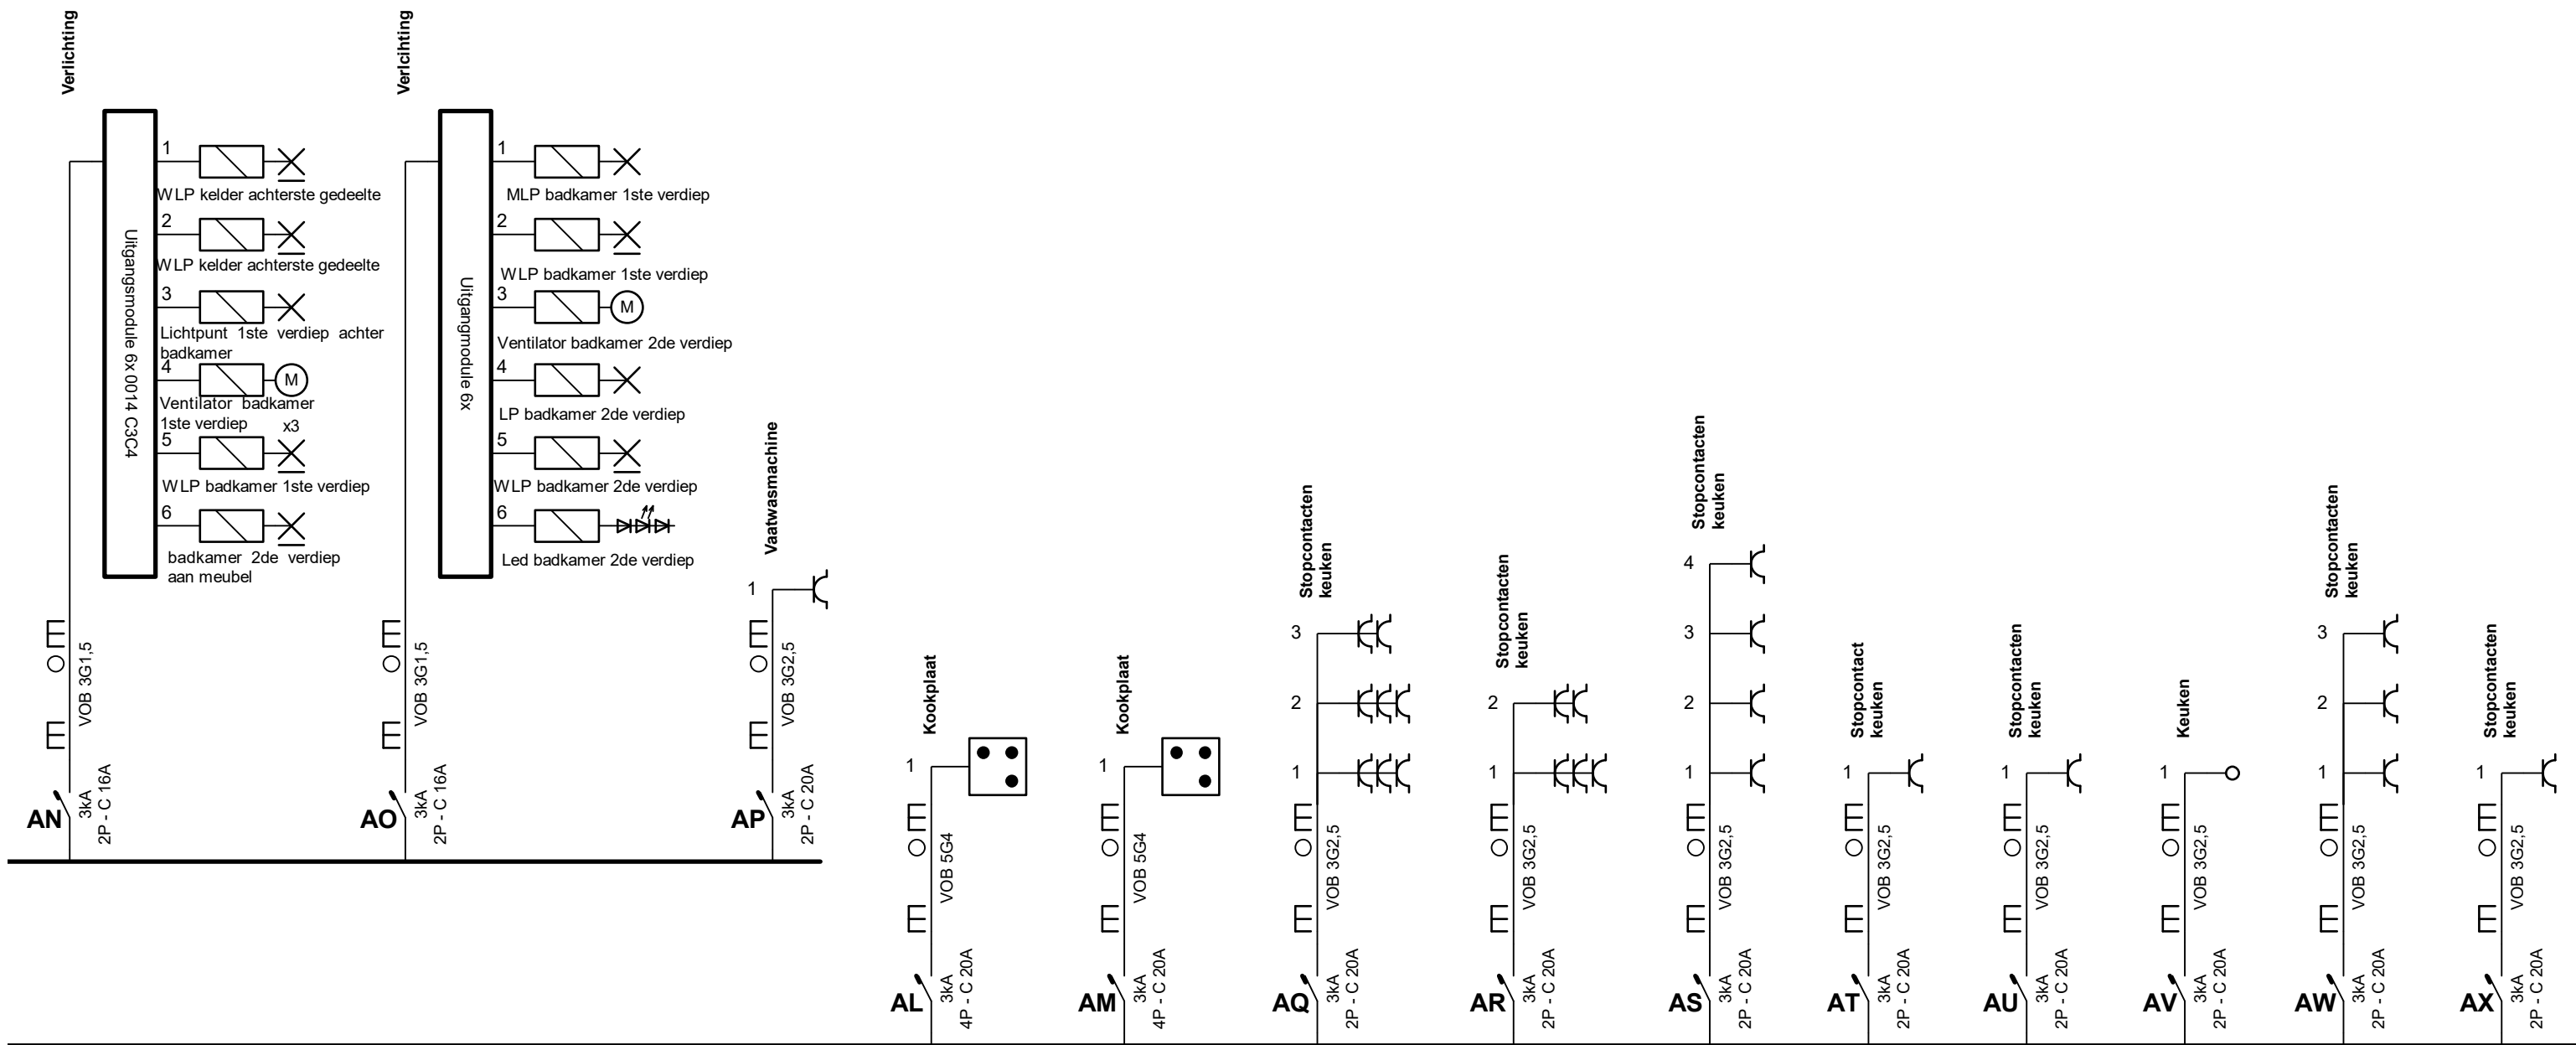 Verlichting
Uitgangsmodule 6x 0014 C3C4
1
WLP kelder achterste gedeelte
2
WLP kelder achterste gedeelte
3
Lichtpunt 1ste verdiep achter
badkamer
4
M
Ventilator badkamer
1ste verdiep
x3
5
WLP badkamer 1ste verdiep
6
badkamer 2de verdiep
aan meubel
VOB 3G1,5
AN
3kA
2P - C 16A
Verlcihting
Uitgangmodule 6x
1
MLP badkamer 1ste verdiep
2
WLP badkamer 1ste verdiep
3
M
Ventilator badkamer 2de verdiep
4
LP badkamer 2de verdiep
5
WLP badkamer 2de verdiep
6
Led badkamer 2de verdiep
VOB 3G1,5
AO
3kA
2P - C 16A
Vaatwasmachine
1
VOB 3G2,5
AP
3kA
2P - C 20A
Kookplaat
1
VOB 5G4
AL
3kA
4P - C 20A
Kookplaat
1
VOB 5G4
AM
3kA
4P - C 20A
Stopcontacten
keuken
3
2
1
VOB 3G2,5
AQ
3kA
2P - C 20A
Stopcontacten
keuken
2
1
VOB 3G2,5
AR
3kA
2P - C 20A
Stopcontacten
keuken
4
3
2
1
VOB 3G2,5
AS
3kA
2P - C 20A
Stopcontact
keuken
1
VOB 3G2,5
AT
3kA
2P - C 20A
Stopcontacten
keuken
1
VOB 3G2,5
AU
3kA
2P - C 20A
Keuken
1
VOB 3G2,5
AV
3kA
2P - C 20A
Stopcontacten
keuken
3
2
1
VOB 3G2,5
AW
3kA
2P - C 20A
Stopcontacten
keuken
1
VOB 3G2,5
AX
3kA
2P - C 20A